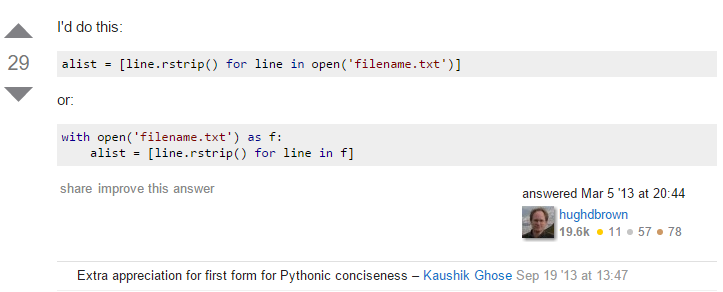 I'd do this:
29
alist = [line.rstrip() for line in open('filename.txt')]
or:
with open('filename.txt') as f:
    alist = [line.rstrip() for line in f]
share improve this answer
answered Mar 5 '13 at 20:44
hughdbrown
19.6k ● 11 ● 57 ● 78
Extra appreciation for first form for Pythonic conciseness – Kaushik Ghose Sep 19 '13 at 13:47